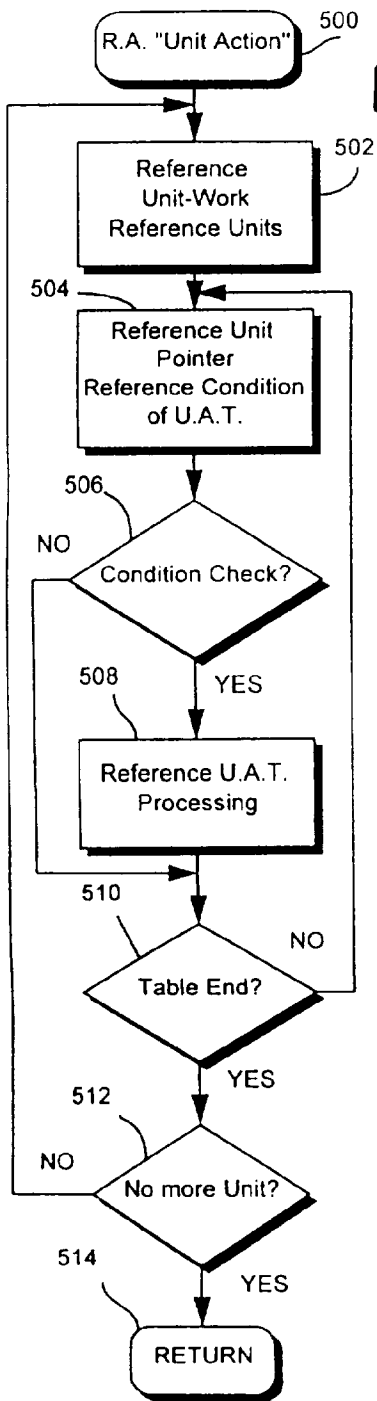 R.A. "Unit Action"
500
Reference
Unit-Work
Reference Units
502
504
Reference Unit
Pointer
Reference Condition
of U.A.T.
506
NO
Condition Check?
YES
508
Reference U.A.T.
Processing
510
NO
Table End?
YES
512
NO
No more Unit?
YES
514
RETURN